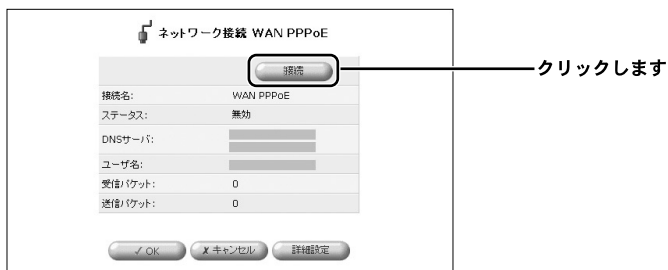 ネットワーク接続 WAN PPPoE
接続
クリックします
接続名: WAN PPPoE
ステータス: 無効
DNSサーバ:
ユーザ名:
受信パケット: 0
送信パケット: 0
√ OK
X キャンセル
詳細設定